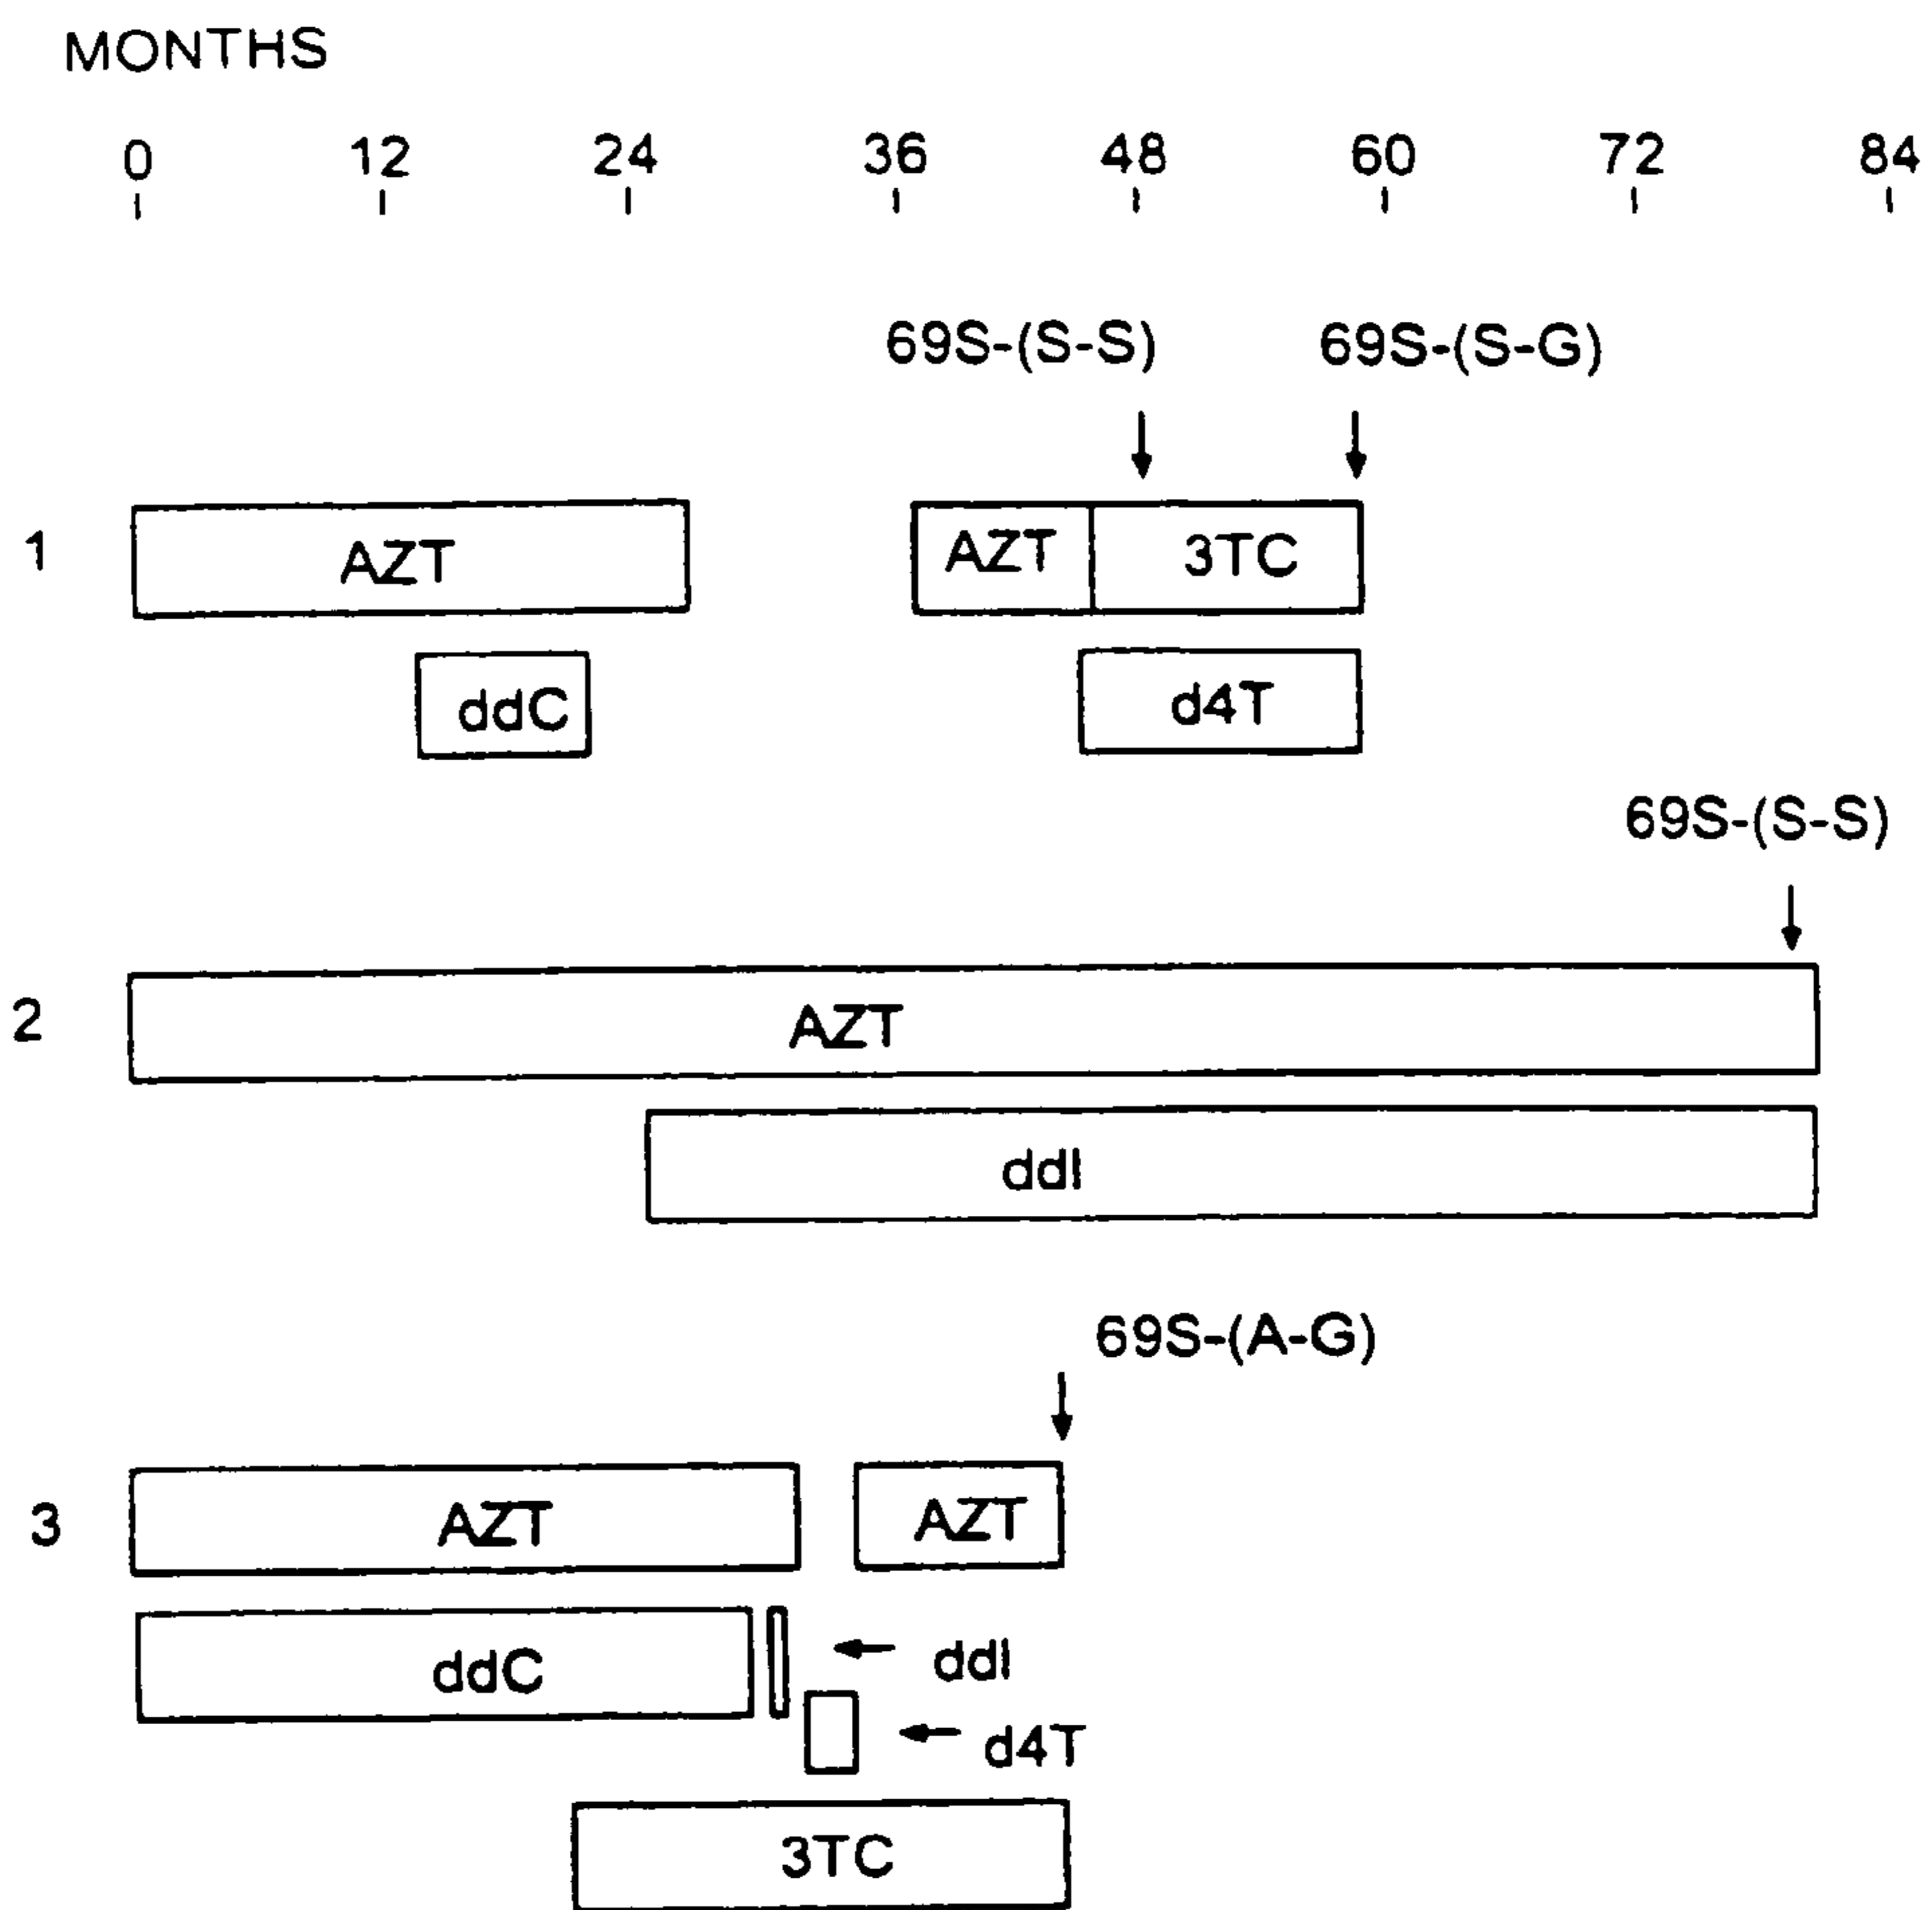 MONTHS
0 12 24 36 48 60 72 84
69S-(S-S) 69S-(S-G)
1 AZT AZT 3TC
ddC d4T
69S-(S-S)
2 AZT
ddI
69S-(A-G)
3 AZT AZT
ddC ddI
d4T
3TC